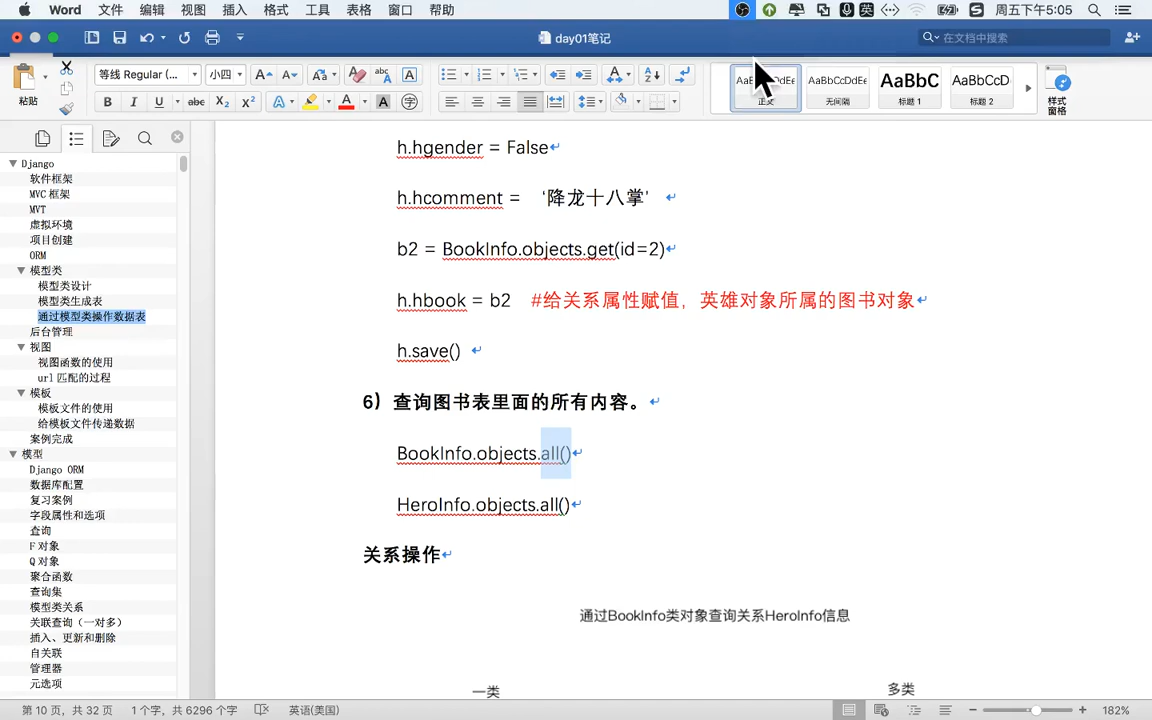 Word 文件 编辑 视图 插入 格式 工具 表格 窗口 帮助 英 周五下午5:05
day01笔记 在文档中搜索
粘贴 等线 Regular (... 小四 AaBbCcDdEe 正文 AaBbCcDdEe 无间隔 AaBbC 标题 1 AaBbCcD 标题 2 样式 窗格
Django
软件框架
MVC 框架
MVT
虚拟环境
项目创建
ORM
模型类
模型类设计
模型类生成表
通过模型类操作数据表
后台管理
视图
视图函数的使用
url 匹配的过程
模板
模板文件的使用
给模板文件传递数据
案例完成
模型
Django ORM
数据库配置
复习案例
字段属性和选项
查询
F 对象
Q 对象
聚合函数
查询集
模型类关系
关联查询（一对多）
插入、更新和删除
自关联
管理器
元选项
h.hgender = False
h.hcomment = ‘降龙十八掌’
b2 = BookInfo.objects.get(id=2)
h.hbook = b2 #给关系属性赋值，英雄对象所属的图书对象
h.save()
6）查询图书表里面的所有内容。
BookInfo.objects.all()
HeroInfo.objects.all()
关系操作
通过BookInfo类对象查询关系HeroInfo信息
一类 多类
第 10 页，共 32 页 1 个字，共 6296 个字 英语(美国) 182%